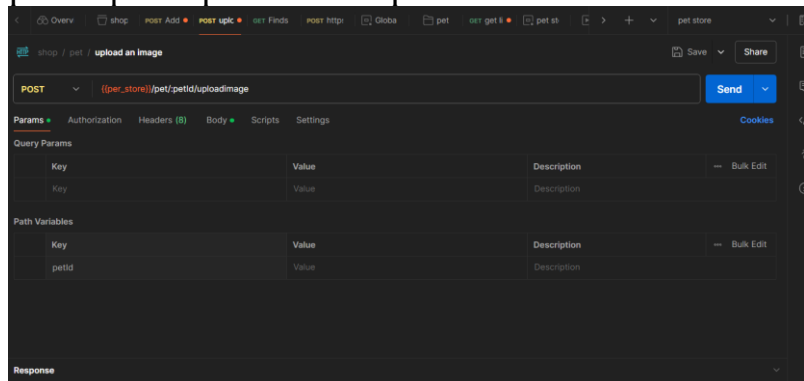 Overv shop POST Add POST uplc GET Finds POST http: Globa pet GET get li pet st pet store
shop / pet / upload an image Save Share
POST {{per_store}}/pet/:petId/uploadimage Send
Params Authorization Headers (8) Body Scripts Settings Cookies
Query Params
Key Value Description Bulk Edit
Key Value Description
Path Variables
Key Value Description Bulk Edit
petId Value Description
Response